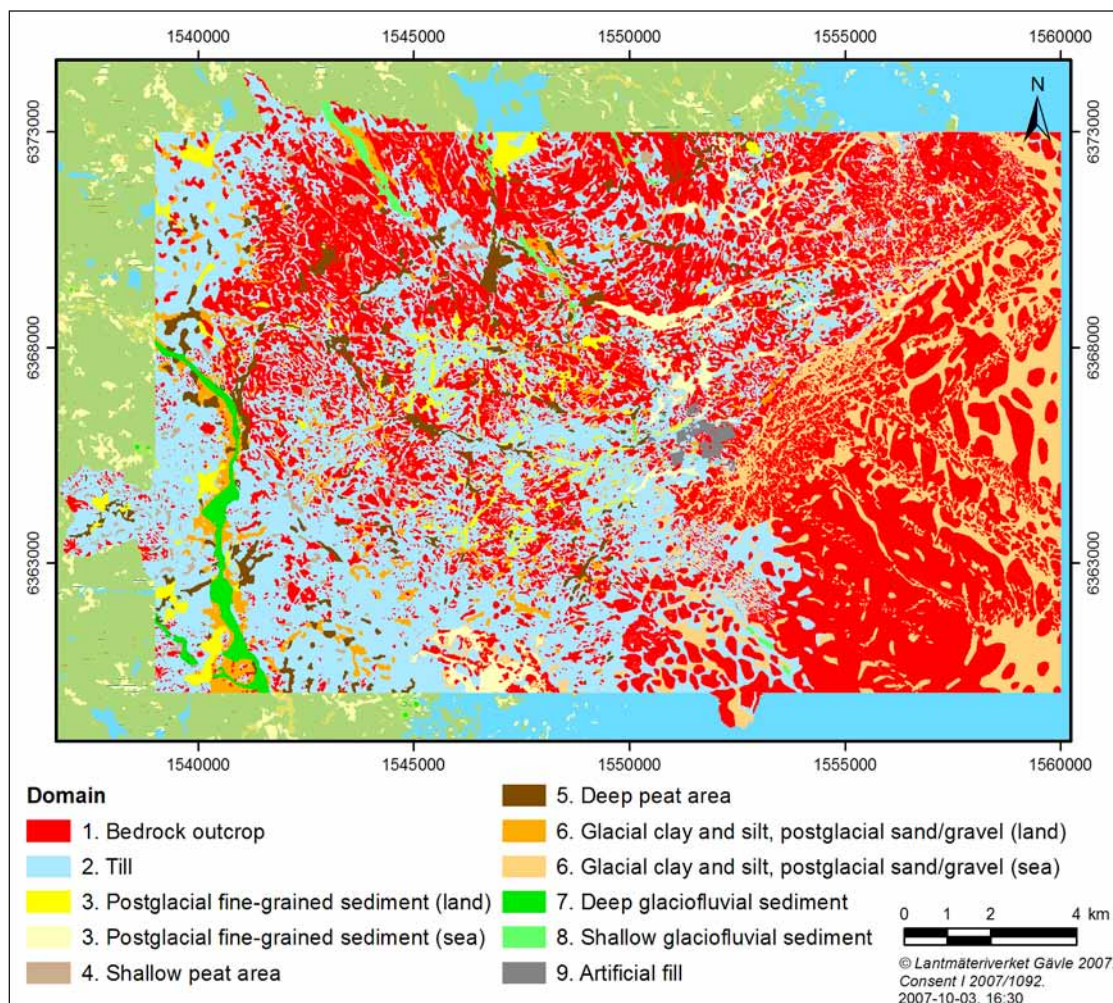 1540000 1545000 1550000 1555000 1560000
N
6373000 6373000
6368000 6368000
6363000 6363000
1540000 1545000 1550000 1555000 1560000
Domain
1. Bedrock outcrop
2. Till
3. Postglacial fine-grained sediment (land)
3. Postglacial fine-grained sediment (sea)
4. Shallow peat area
5. Deep peat area
6. Glacial clay and silt, postglacial sand/gravel (land)
6. Glacial clay and silt, postglacial sand/gravel (sea)
7. Deep glaciofluvial sediment
8. Shallow glaciofluvial sediment
9. Artificial fill
0 1 2 4 km
© Lantmäteriverket Gävle 2007.
Consent I 2007/1092.
2007-10-03, 16:30